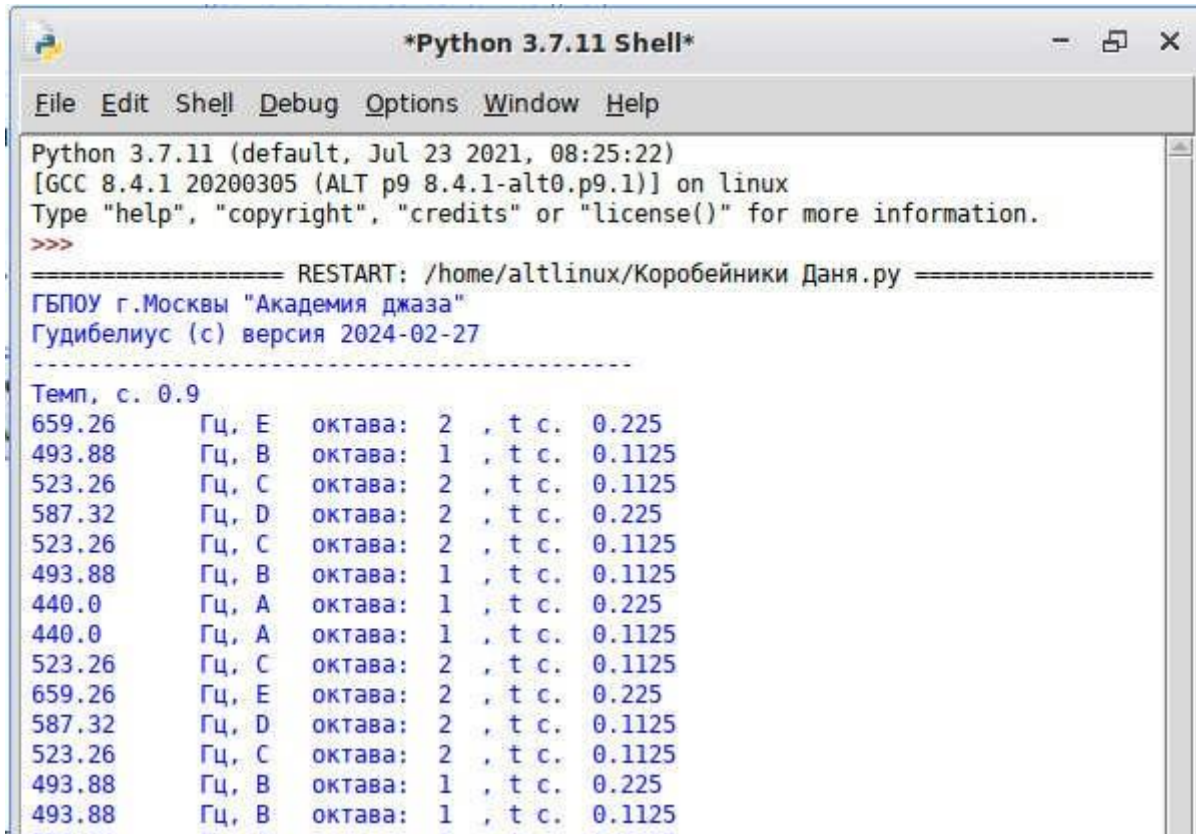 *Python 3.7.11 Shell*
File Edit Shell Debug Options Window Help
Python 3.7.11 (default, Jul 23 2021, 08:25:22)
[GCC 8.4.1 20200305 (ALT p9 8.4.1-alt0.p9.1)] on linux
Type "help", "copyright", "credits" or "license()" for more information.
>>>
================== RESTART: /home/altlinux/Коробейники Даня.py =================
ГБПОУ г.Москвы "Академия джаза"
Гудибелиус (c) версия 2024-02-27
-------------------------------------------
Темп, с. 0.9
659.26 Гц, E октава: 2 , t с. 0.225
493.88 Гц, B октава: 1 , t с. 0.1125
523.26 Гц, C октава: 2 , t с. 0.1125
587.32 Гц, D октава: 2 , t с. 0.225
523.26 Гц, C октава: 2 , t с. 0.1125
493.88 Гц, B октава: 1 , t с. 0.1125
440.0 Гц, A октава: 1 , t с. 0.225
440.0 Гц, A октава: 1 , t с. 0.1125
523.26 Гц, C октава: 2 , t с. 0.1125
659.26 Гц, E октава: 2 , t с. 0.225
587.32 Гц, D октава: 2 , t с. 0.1125
523.26 Гц, C октава: 2 , t с. 0.1125
493.88 Гц, B октава: 1 , t с. 0.225
493.88 Гц, B октава: 1 , t с. 0.1125